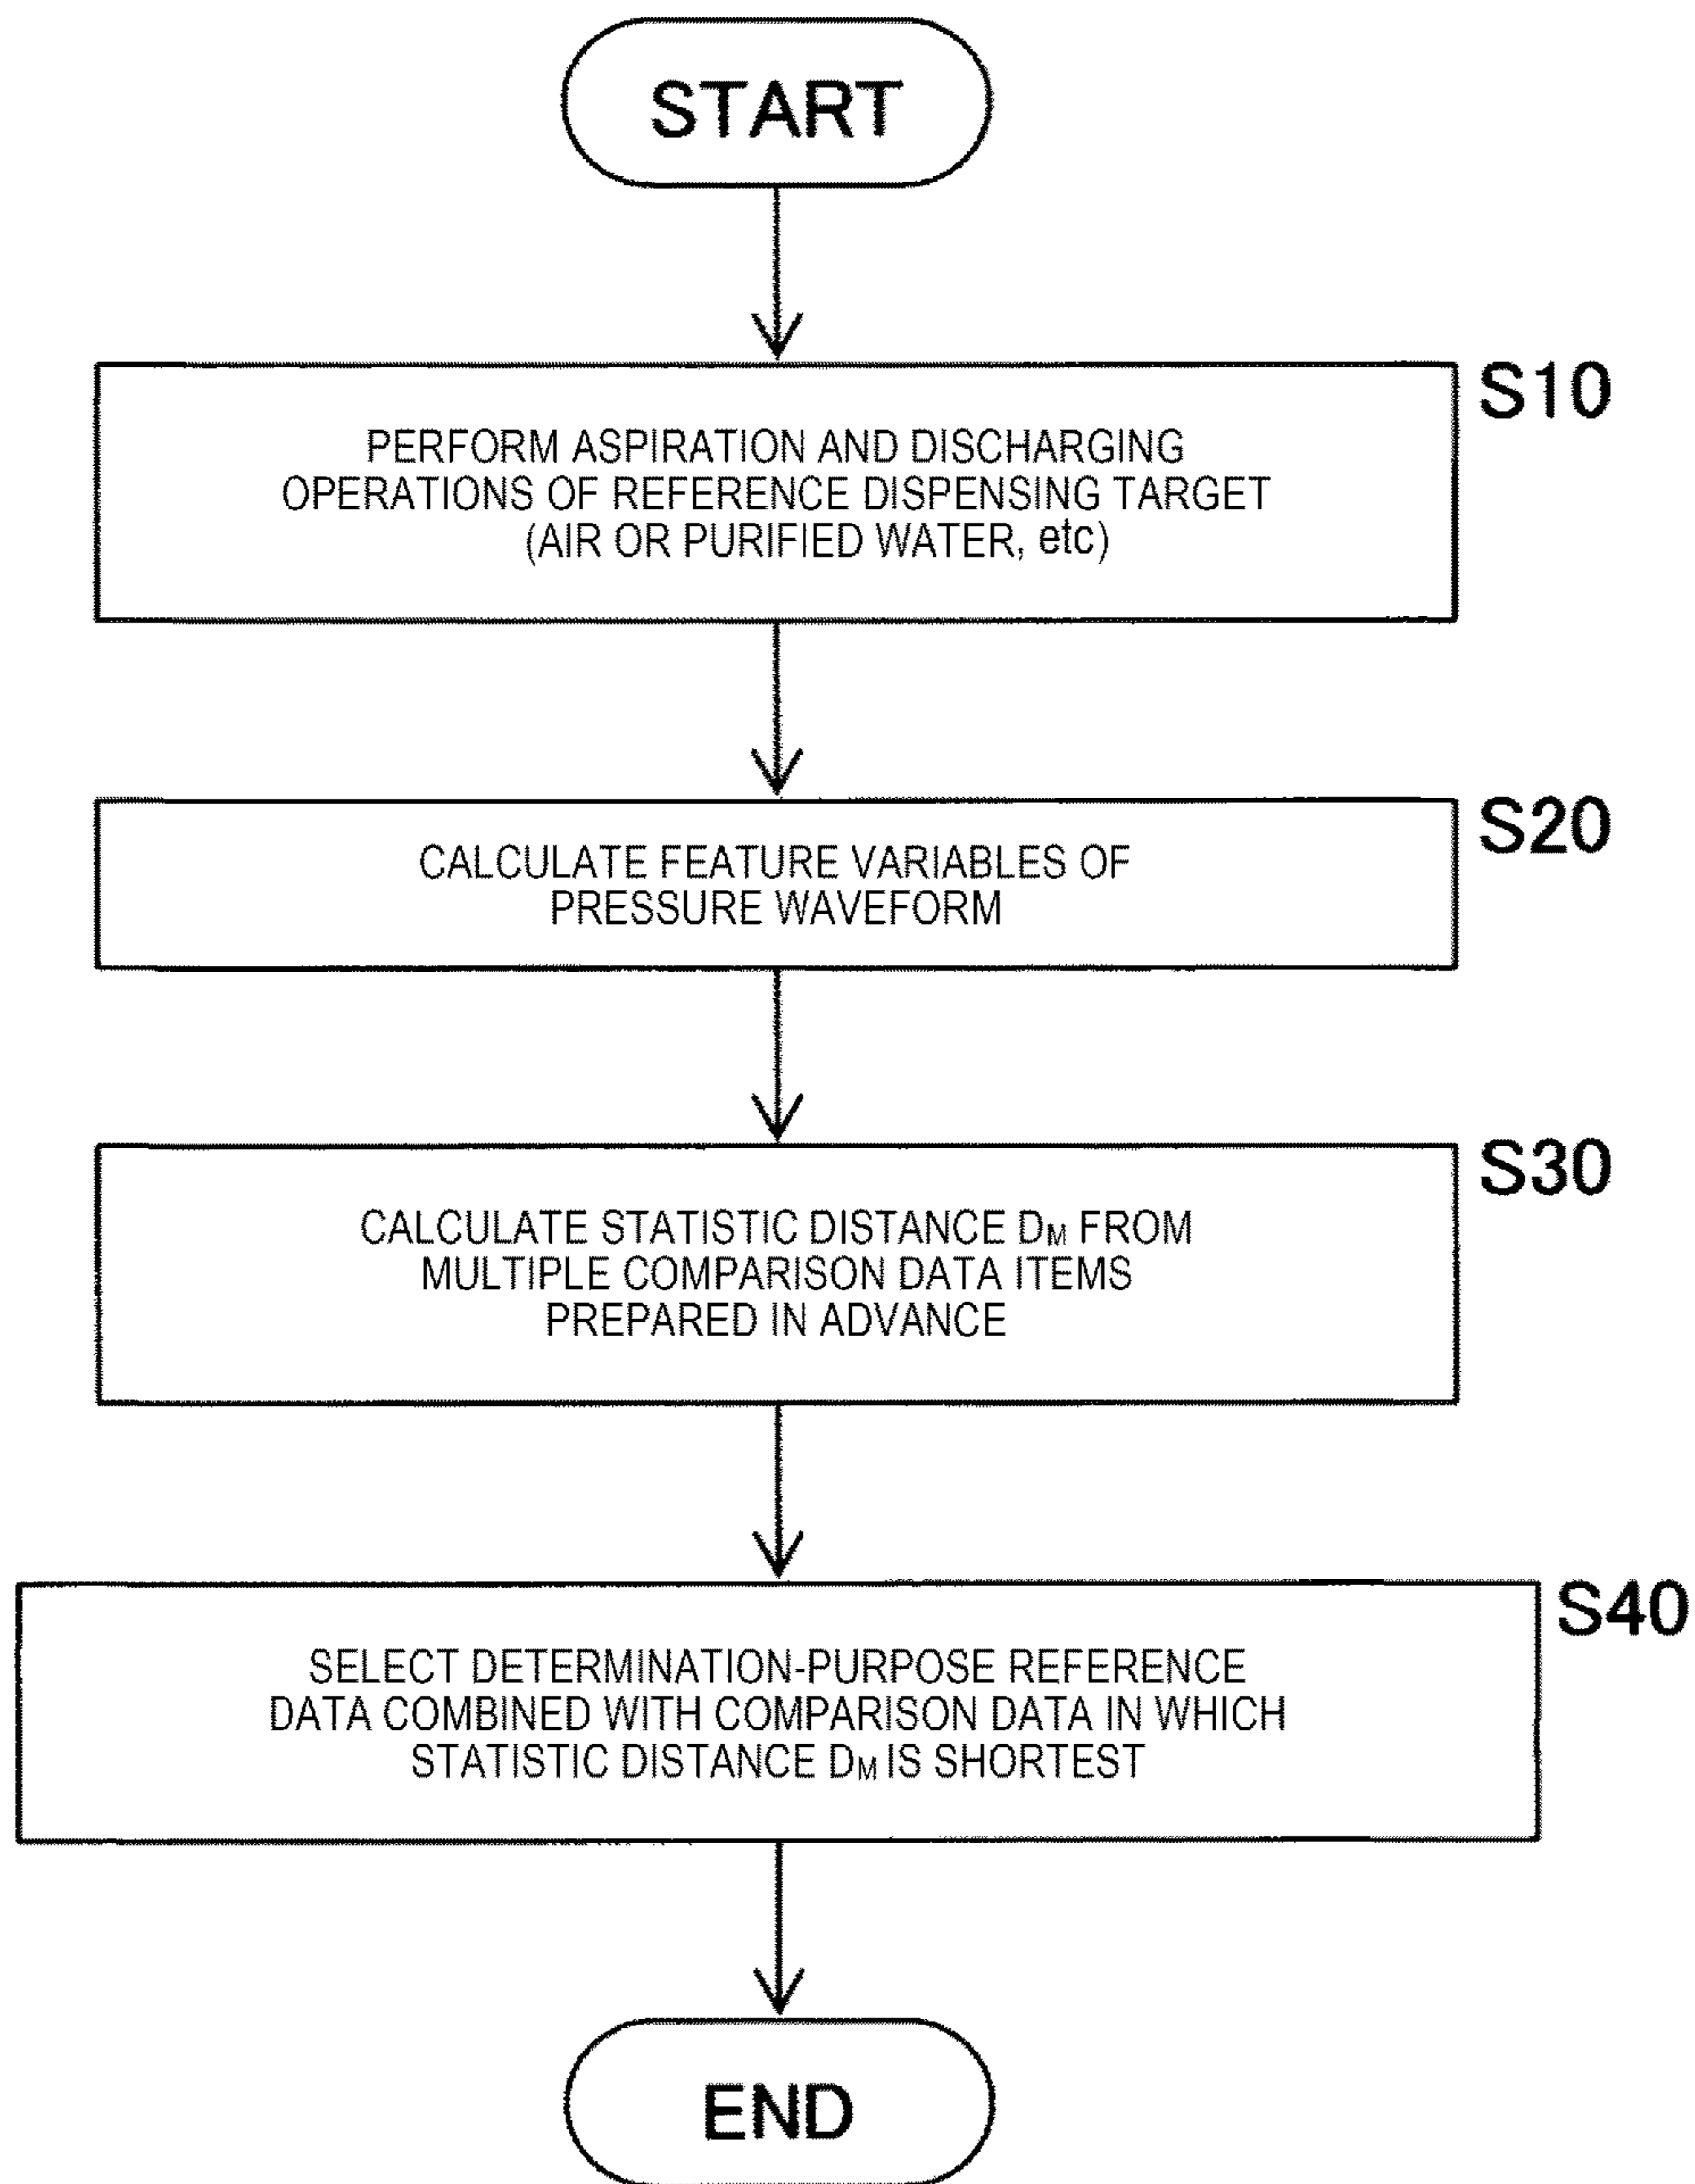 START
S10
PERFORM ASPIRATION AND DISCHARGING
OPERATIONS OF REFERENCE DISPENSING TARGET
(AIR OR PURIFIED WATER, etc)
S20
CALCULATE FEATURE VARIABLES OF
PRESSURE WAVEFORM
S30
CALCULATE STATISTIC DISTANCE DM FROM
MULTIPLE COMPARISON DATA ITEMS
PREPARED IN ADVANCE
S40
SELECT DETERMINATION-PURPOSE REFERENCE
DATA COMBINED WITH COMPARISON DATA IN WHICH
STATISTIC DISTANCE DM IS SHORTEST
END